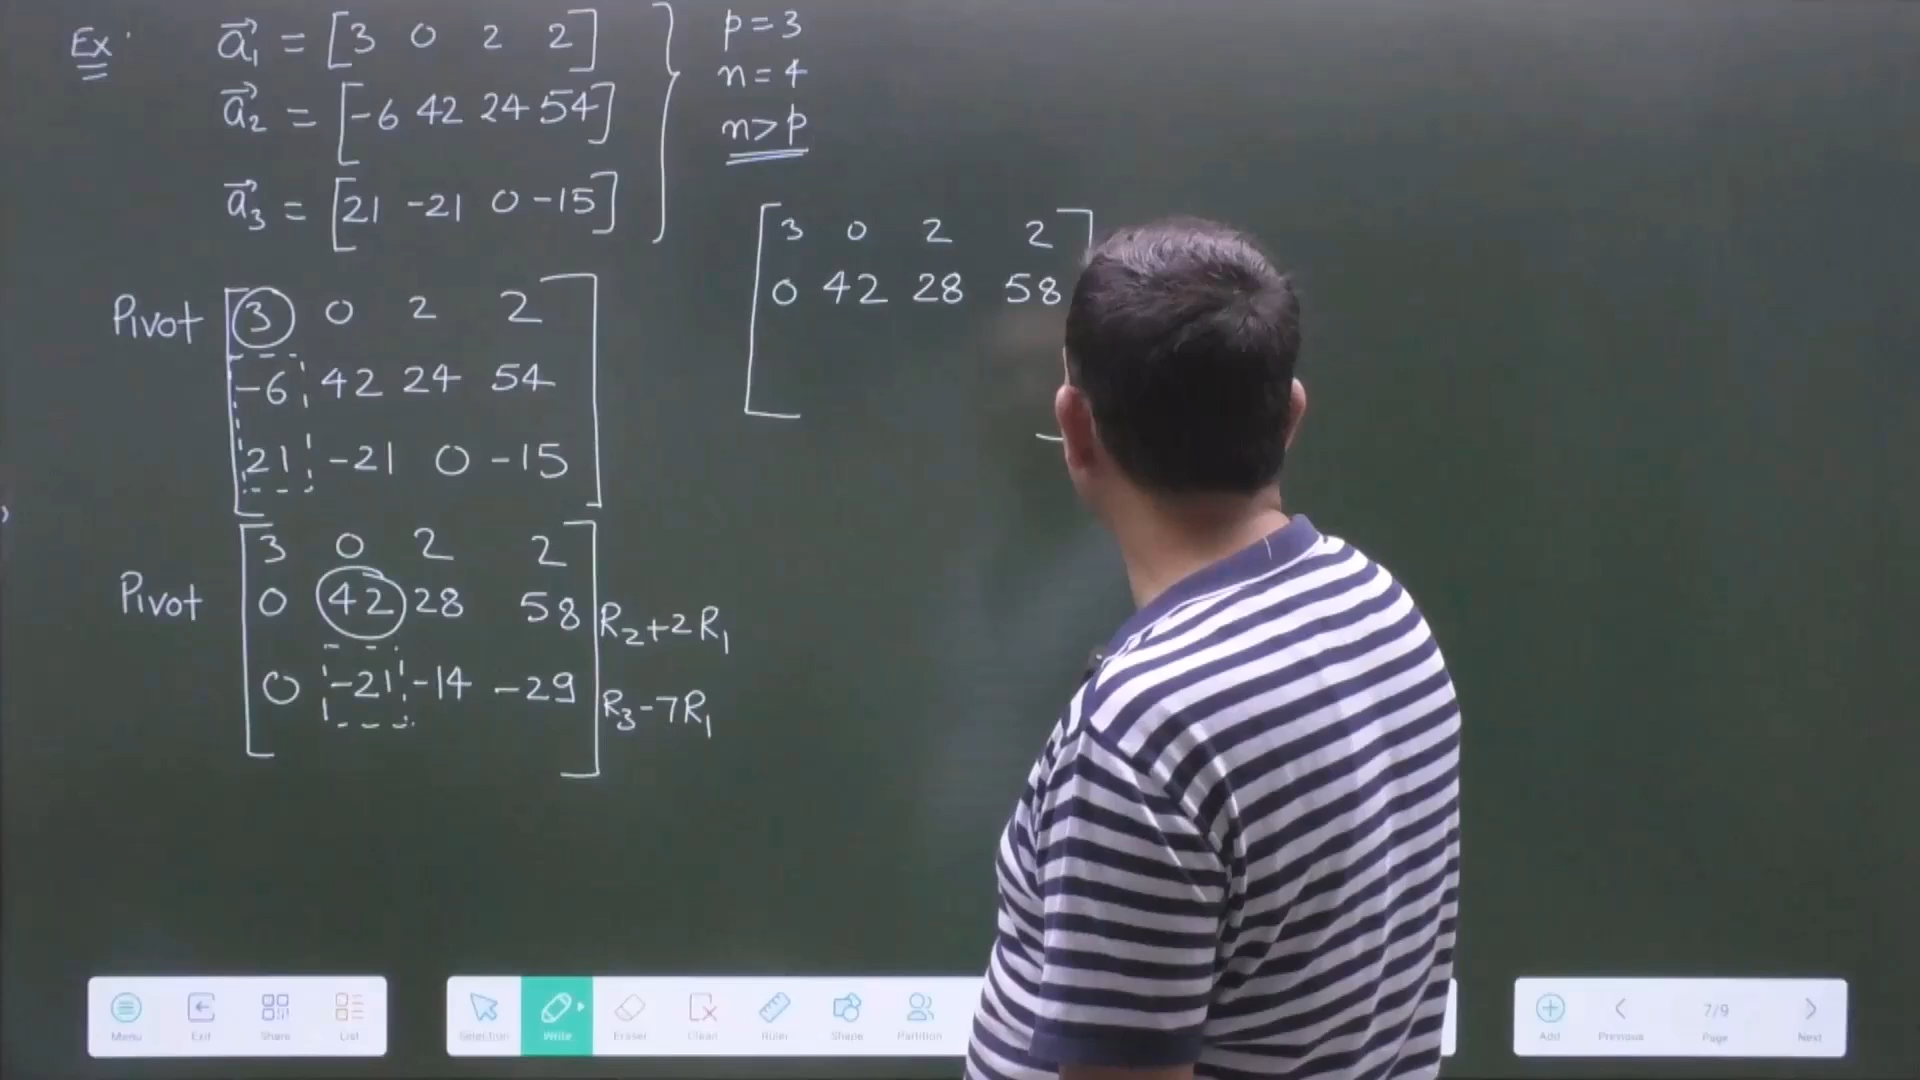 Ex.
a⃗₁ = [3 0 2 2]
a⃗₂ = [-6 42 24 54]
a⃗₃ = [21 -21 0 -15]
p = 3
n = 4
n > p
Pivot [3 0 2 2
-6 42 24 54
21 -21 0 -15]
[3 0 2 2
Pivot 0 42 28 58 R₂+2R₁
0 -21 -14 -29] R₃-7R₁
[3 0 2 2]
0 42 28 58
Menu Exit Share List
Selection Write Eraser Clean Ruler Shape Partition
Add Previous 7/9 Page Next